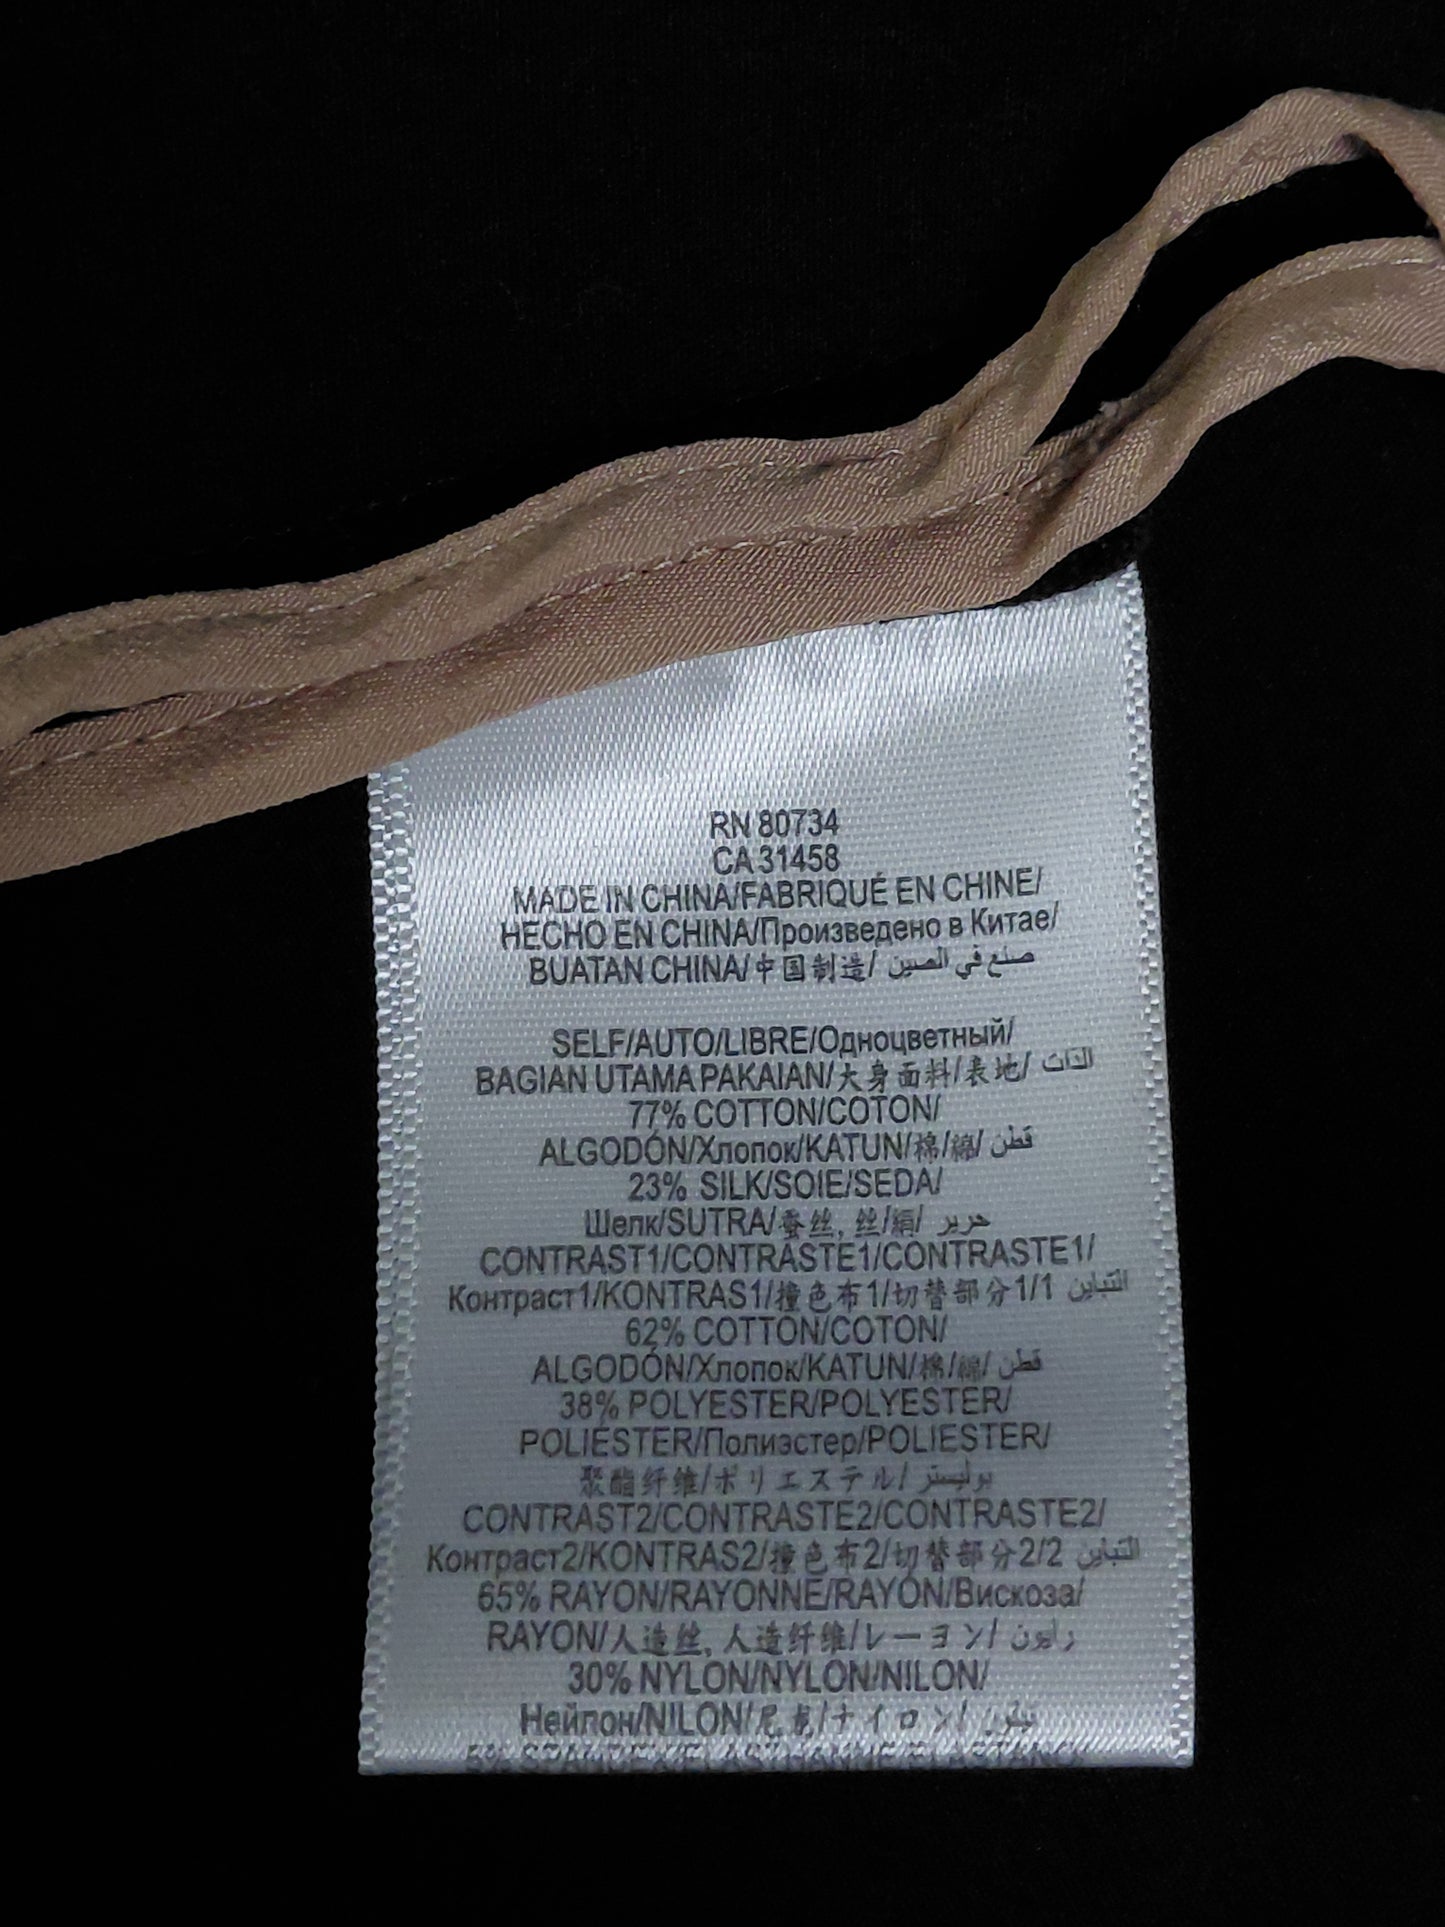 RN 80734
CA 31458
MADE IN CHINA/FABRIQUÉ EN CHINE/
HECHO EN CHINA/Произведено в Китае/
BUATAN CHINA/中国制造/ صنع في الصين
SELF/AUTO/LIBRE/Одноцветный/
BAGIAN UTAMA PAKAIAN/大身面料/表地/ الذات
77% COTTON/COTON/
ALGODÓN/Хлопок/KATUN/棉/綿/ قطن
23% SILK/SOIE/SEDA/
Шелк/SUTRA/蚕丝, 丝/絹/ حرير
CONTRAST1/CONTRASTE1/CONTRASTE1/
Контраст1/KONTRAS1/撞色布1/切替部分1/1 التباين
62% COTTON/COTON/
ALGODÓN/Хлопок/KATUN/棉/綿/ قطن
38% POLYESTER/POLYESTER/
POLIÉSTER/Полиэстер/POLIESTER/
聚酯纤维/ポリエステル/ بوليستر
CONTRAST2/CONTRASTE2/CONTRASTE2/
Контраст2/KONTRAS2/撞色布2/切替部分2/2 التباين
65% RAYON/RAYONNE/RAYÓN/Вискоза/
RAYON/人造丝, 人造纤维/レーヨン/ رايون
30% NYLON/NYLON/NILON/
Нейлон/NILON/尼龙/ナイロン/ نيلون
5% SPANDEX/ELASTHANNE/ELASTANO/